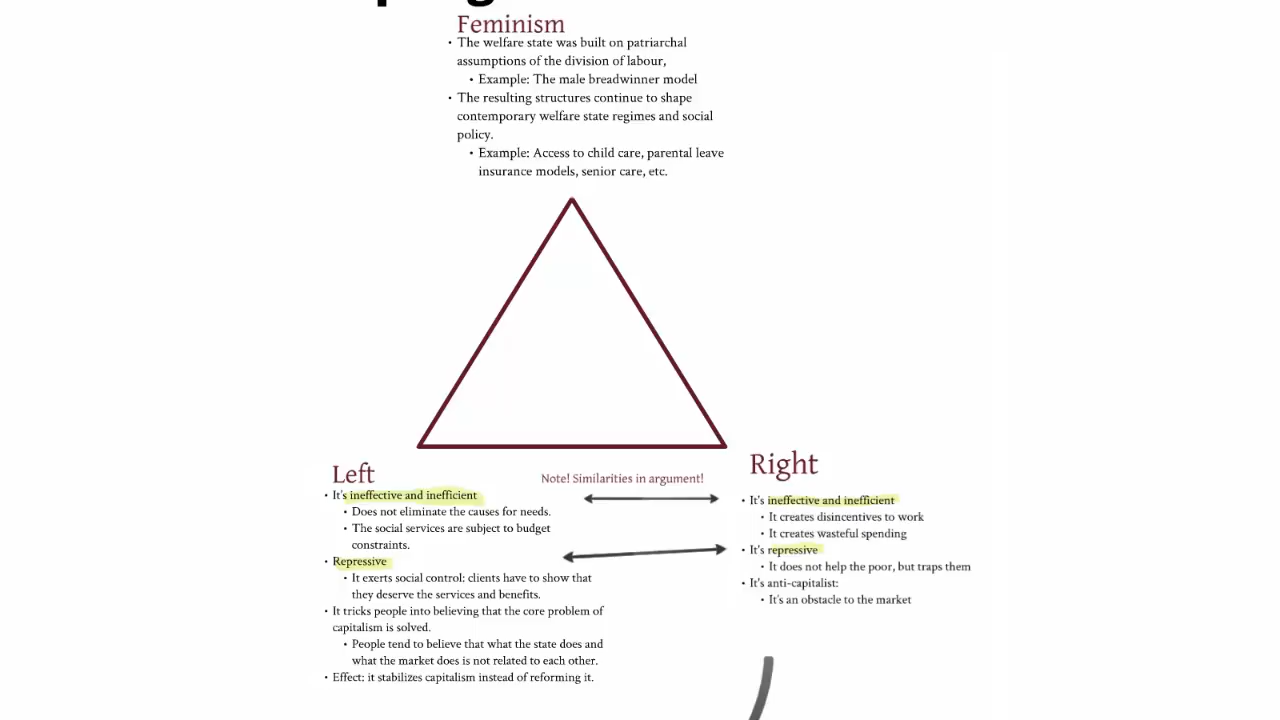 Feminism
• The welfare state was built on patriarchal
assumptions of the division of labour,
• Example: The male breadwinner model
• The resulting structures continue to shape
contemporary welfare state regimes and social
policy.
• Example: Access to child care, parental leave
insurance models, senior care, etc.
Left
• It's ineffective and inefficient
• Does not eliminate the causes for needs.
• The social services are subject to budget
constraints.
• Repressive
• It exerts social control: clients have to show that
they deserve the services and benefits.
• It tricks people into believing that the core problem of
capitalism is solved.
• People tend to believe that what the state does and
what the market does is not related to each other.
• Effect: it stabilizes capitalism instead of reforming it.
Note! Similarities in argument!
Right
• It's ineffective and inefficient
• It creates disincentives to work
• It creates wasteful spending
• It's repressive
• It does not help the poor, but traps them
• It's anti-capitalist:
• It's an obstacle to the market